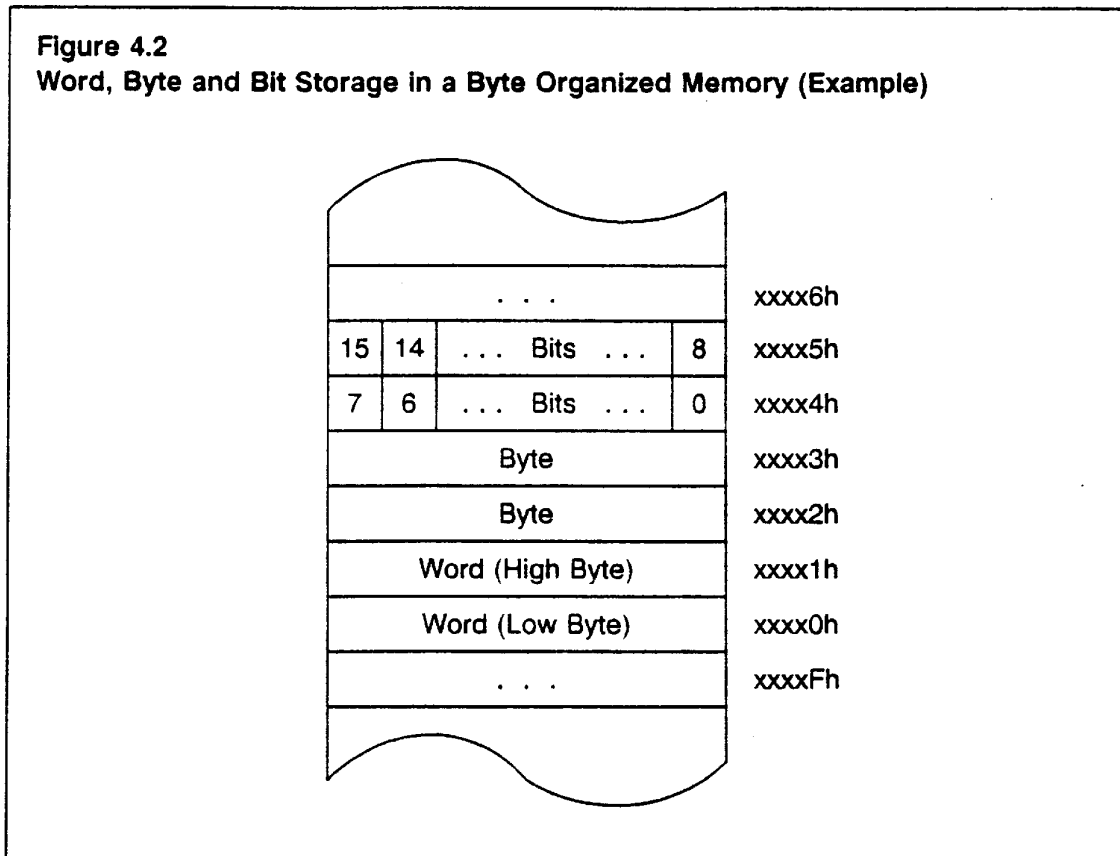 Figure 4.2
Word, Byte and Bit Storage in a Byte Organized Memory (Example)
. . . xxxx6h
15 14 . . . Bits . . . 8 xxxx5h
7 6 . . . Bits . . . 0 xxxx4h
Byte xxxx3h
Byte xxxx2h
Word (High Byte) xxxx1h
Word (Low Byte) xxxx0h
. . . xxxxFh